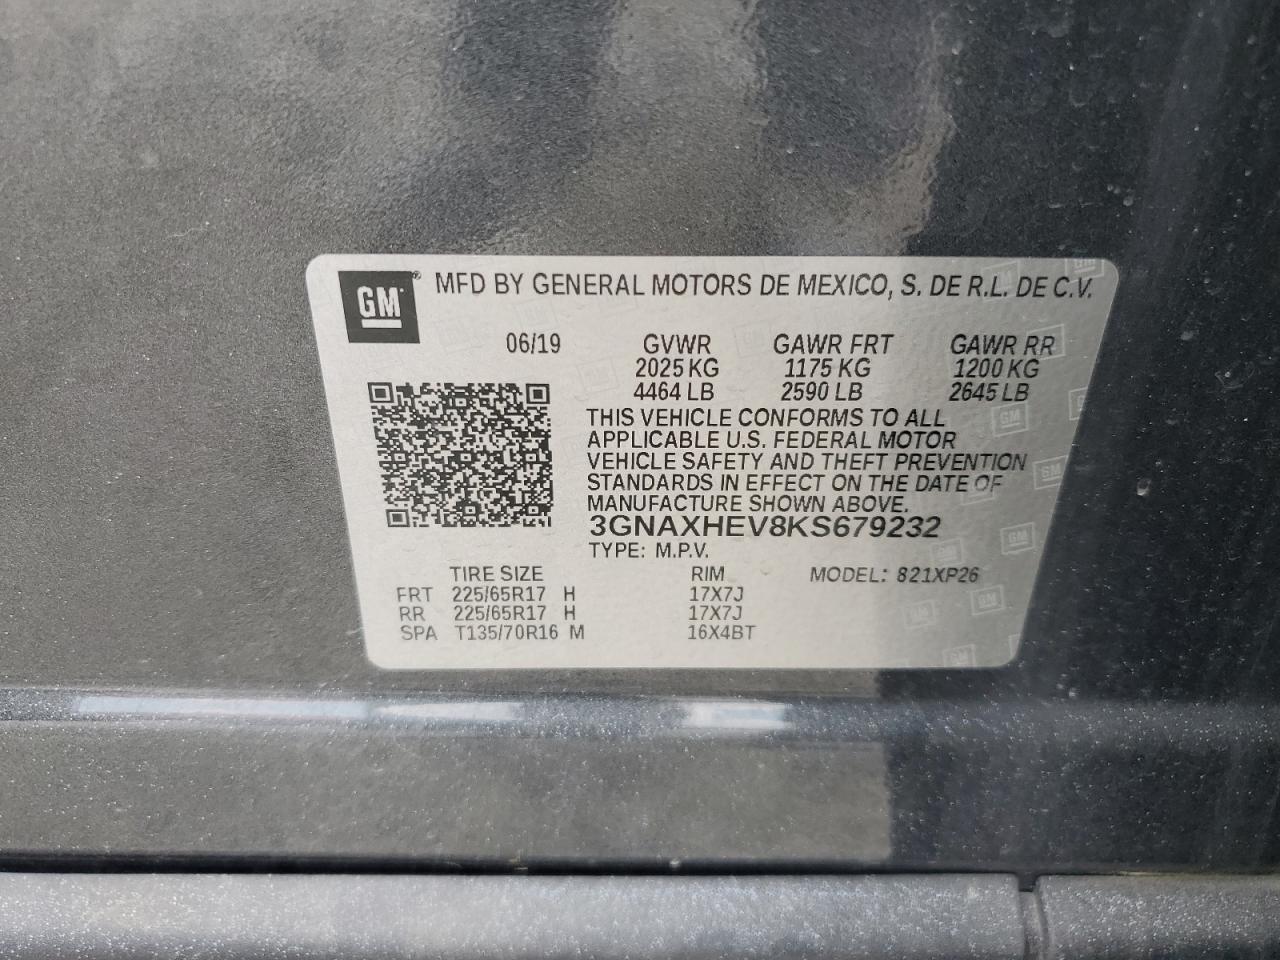 GM
MFD BY GENERAL MOTORS DE MEXICO, S. DE R.L. DE C.V.
06/19 GVWR GAWR FRT GAWR RR
2025 KG 1175 KG 1200 KG
4464 LB 2590 LB 2645 LB
THIS VEHICLE CONFORMS TO ALL
APPLICABLE U.S. FEDERAL MOTOR
VEHICLE SAFETY AND THEFT PREVENTION
STANDARDS IN EFFECT ON THE DATE OF
MANUFACTURE SHOWN ABOVE.
3GNAXHEV8KS679232
TYPE: M.P.V.
TIRE SIZE RIM MODEL: 821XP26
FRT 225/65R17 H 17X7J
RR 225/65R17 H 17X7J
SPA T135/70R16 M 16X4BT